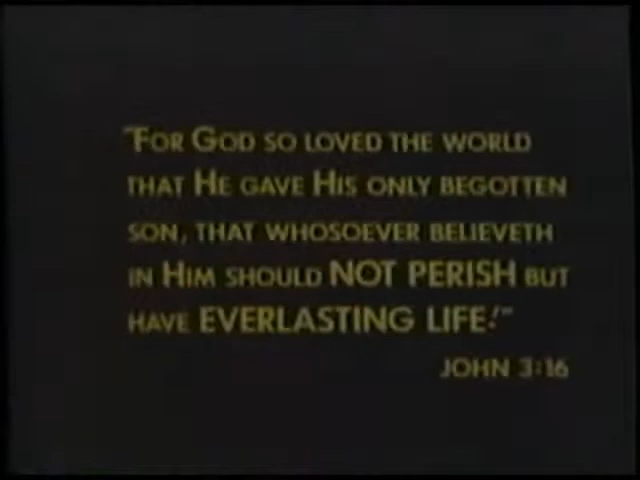 "FOR GOD SO LOVED THE WORLD
THAT HE GAVE HIS ONLY BEGOTTEN
SON, THAT WHOSOEVER BELIEVETH
IN HIM SHOULD NOT PERISH BUT
HAVE EVERLASTING LIFE!"
JOHN 3:16